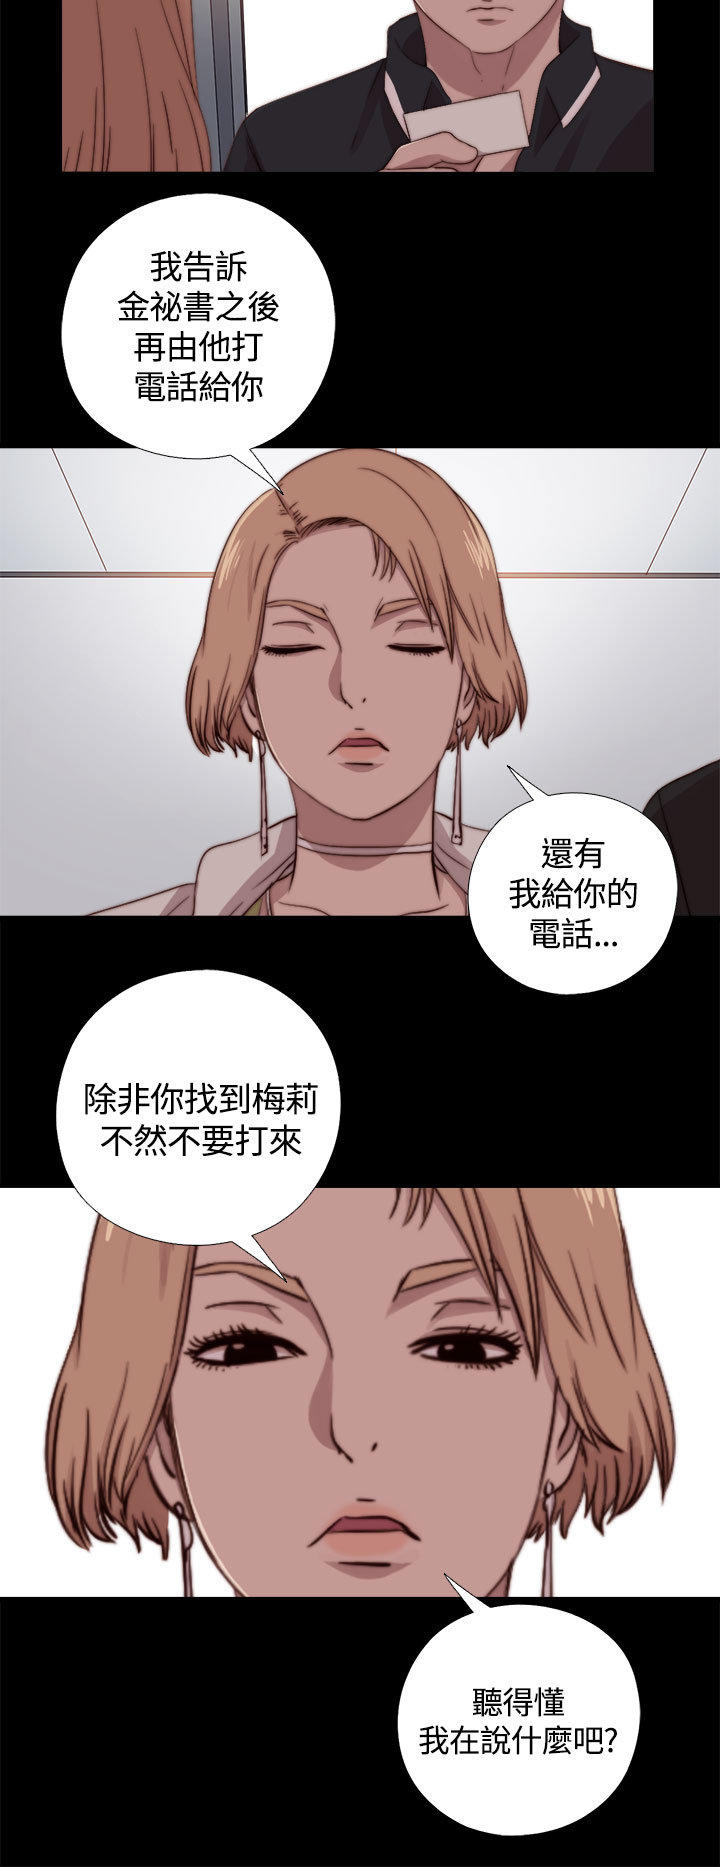 我告訴
金祕書之後
再由他打
電話給你
還有
我給你的
電話...
除非你找到梅莉
不然不要打來
聽得懂
我在說什麼吧?